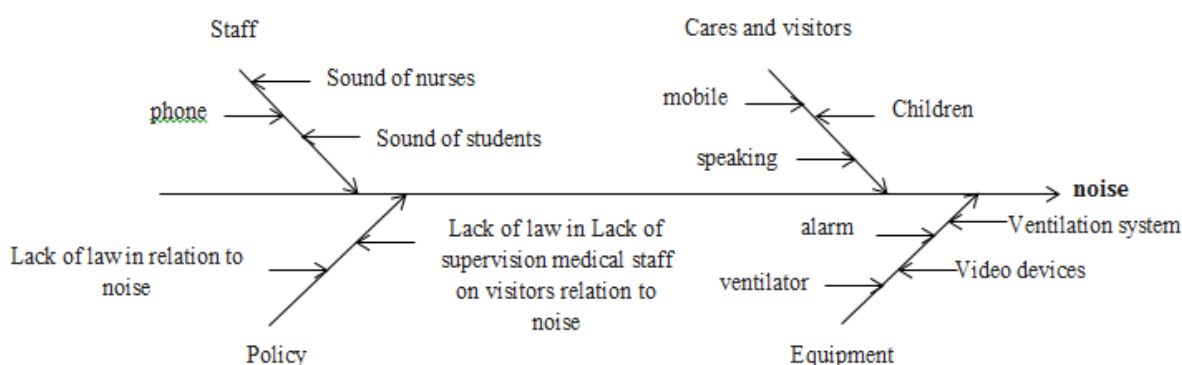 Staff
Cares and visitors
Sound of nurses
phone
Sound of students
mobile
Children
speaking
noise
Lack of law in relation to
noise
Lack of law in Lack of
supervision medical staff
on visitors relation to
noise
alarm
Ventilation system
Video devices
ventilator
Policy
Equipment